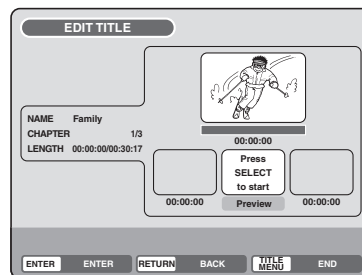 EDIT TITLE
NAME Family
CHAPTER 1/3
LENGTH 00:00:00/00:30:17
00:00:00
Press
SELECT
to start
00:00:00 Preview 00:00:00
ENTER ENTER RETURN BACK TITLE MENU END